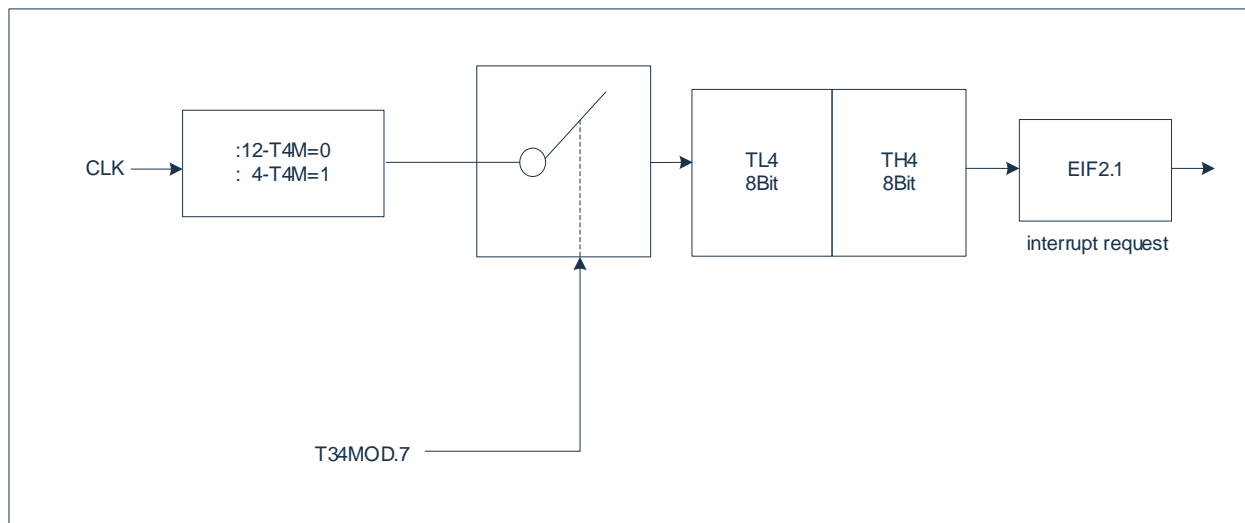 :12-T4M=0
: 4-T4M=1
CLK
TL4
8Bit
TH4
8Bit
EIF2.1
interrupt request
T34MOD.7